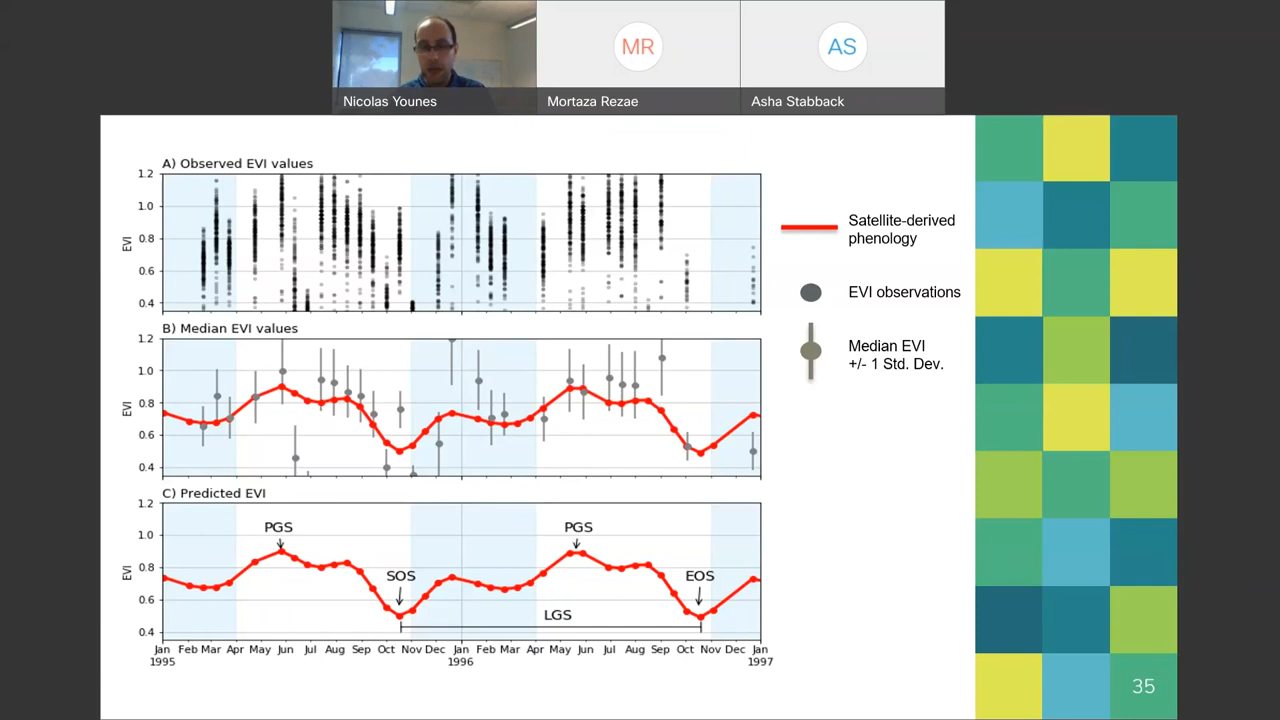 MR
AS
Nicolas Younes
Mortaza Rezae
Asha Stabback
A) Observed EVI values
1.2
1.0
0.8
0.6
0.4
EVI
B) Median EVI values
1.2
1.0
0.8
0.6
0.4
EVI
C) Predicted EVI
1.2
1.0
0.8
0.6
0.4
EVI
PGS
PGS
SOS
EOS
LGS
Jan Feb Mar Apr May Jun Jul Aug Sep Oct Nov Dec Jan Feb Mar Apr May Jun Jul Aug Sep Oct Nov Dec Jan
1995 1996 1997
Satellite-derived
phenology
EVI observations
Median EVI
+/- 1 Std. Dev.
35